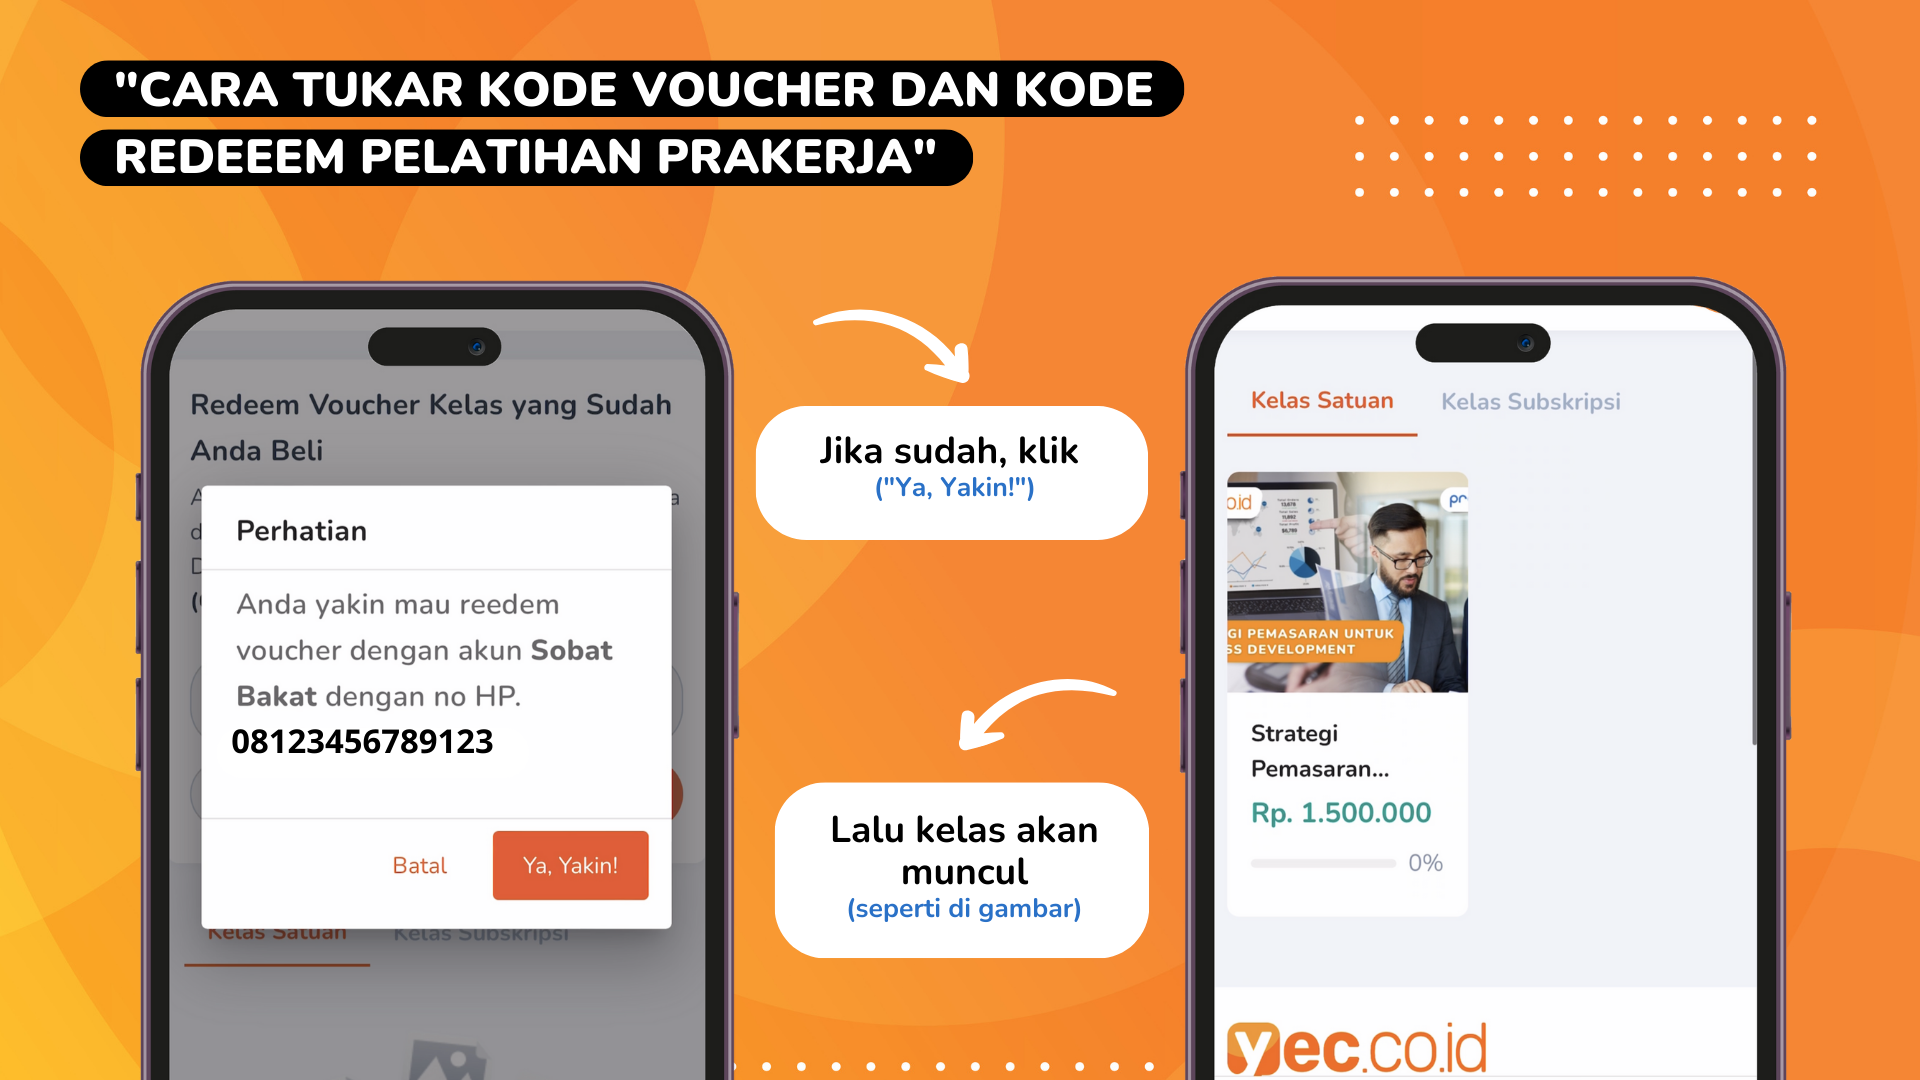 "CARA TUKAR KODE VOUCHER DAN KODE
REDEEEM PELATIHAN PRAKERJA"
Redeem Voucher Kelas yang Sudah
Anda Beli
Perhatian
Anda yakin mau reedem
voucher dengan akun Sobat
Bakat dengan no HP.
08123456789123
Batal
Ya, Yakin!
Kelas Satuan
Kelas Subskripsi
Jika sudah, klik
("Ya, Yakin!")
Lalu kelas akan
muncul
(seperti di gambar)
Kelas Satuan
Kelas Subskripsi
o.id
pr
GI PEMASARAN UNTUK
SS DEVELOPMENT
Strategi
Pemasaran...
Rp. 1.500.000
0%
yec.co.id